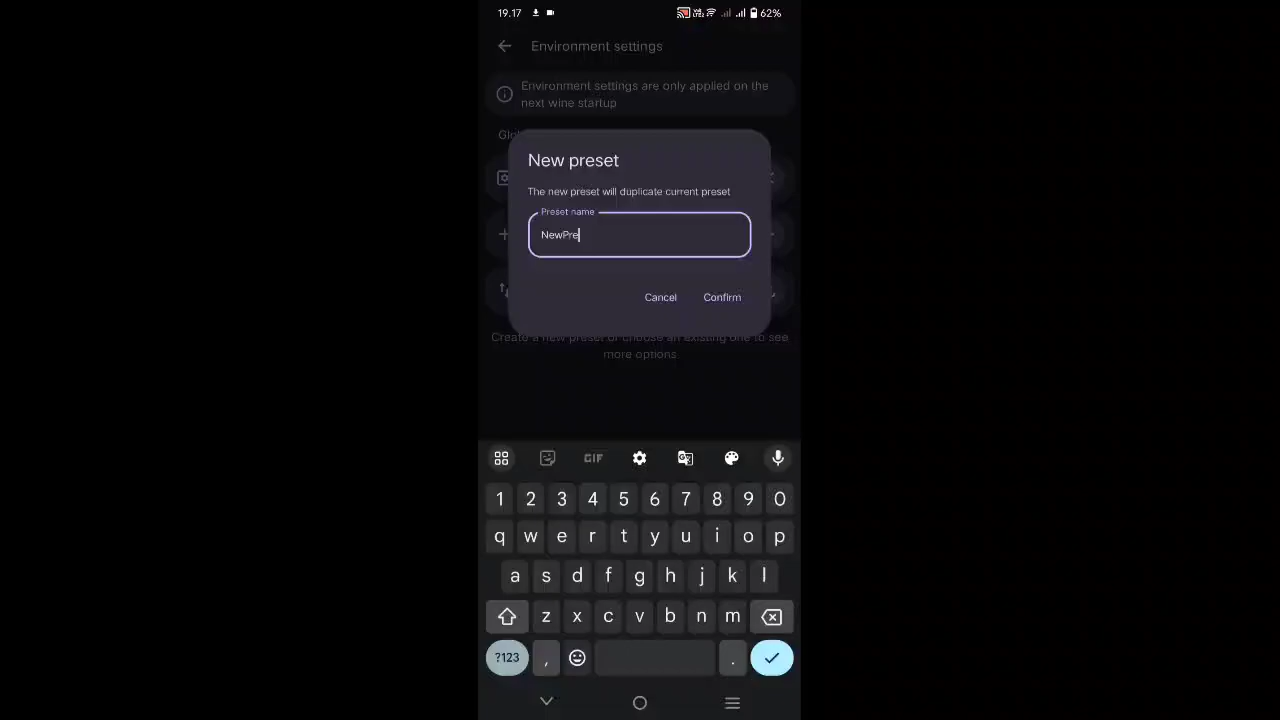 19.17 62%
Environment settings
Environment settings are only applied on the
next wine startup
New preset
The new preset will duplicate current preset
Preset name
NewPre
Cancel Confirm
Create a new preset or choose an existing one to see
more options
GIF
1 2 3 4 5 6 7 8 9 0
q w e r t y u i o p
a s d f g h j k l
z x c v b n m
?123 , .